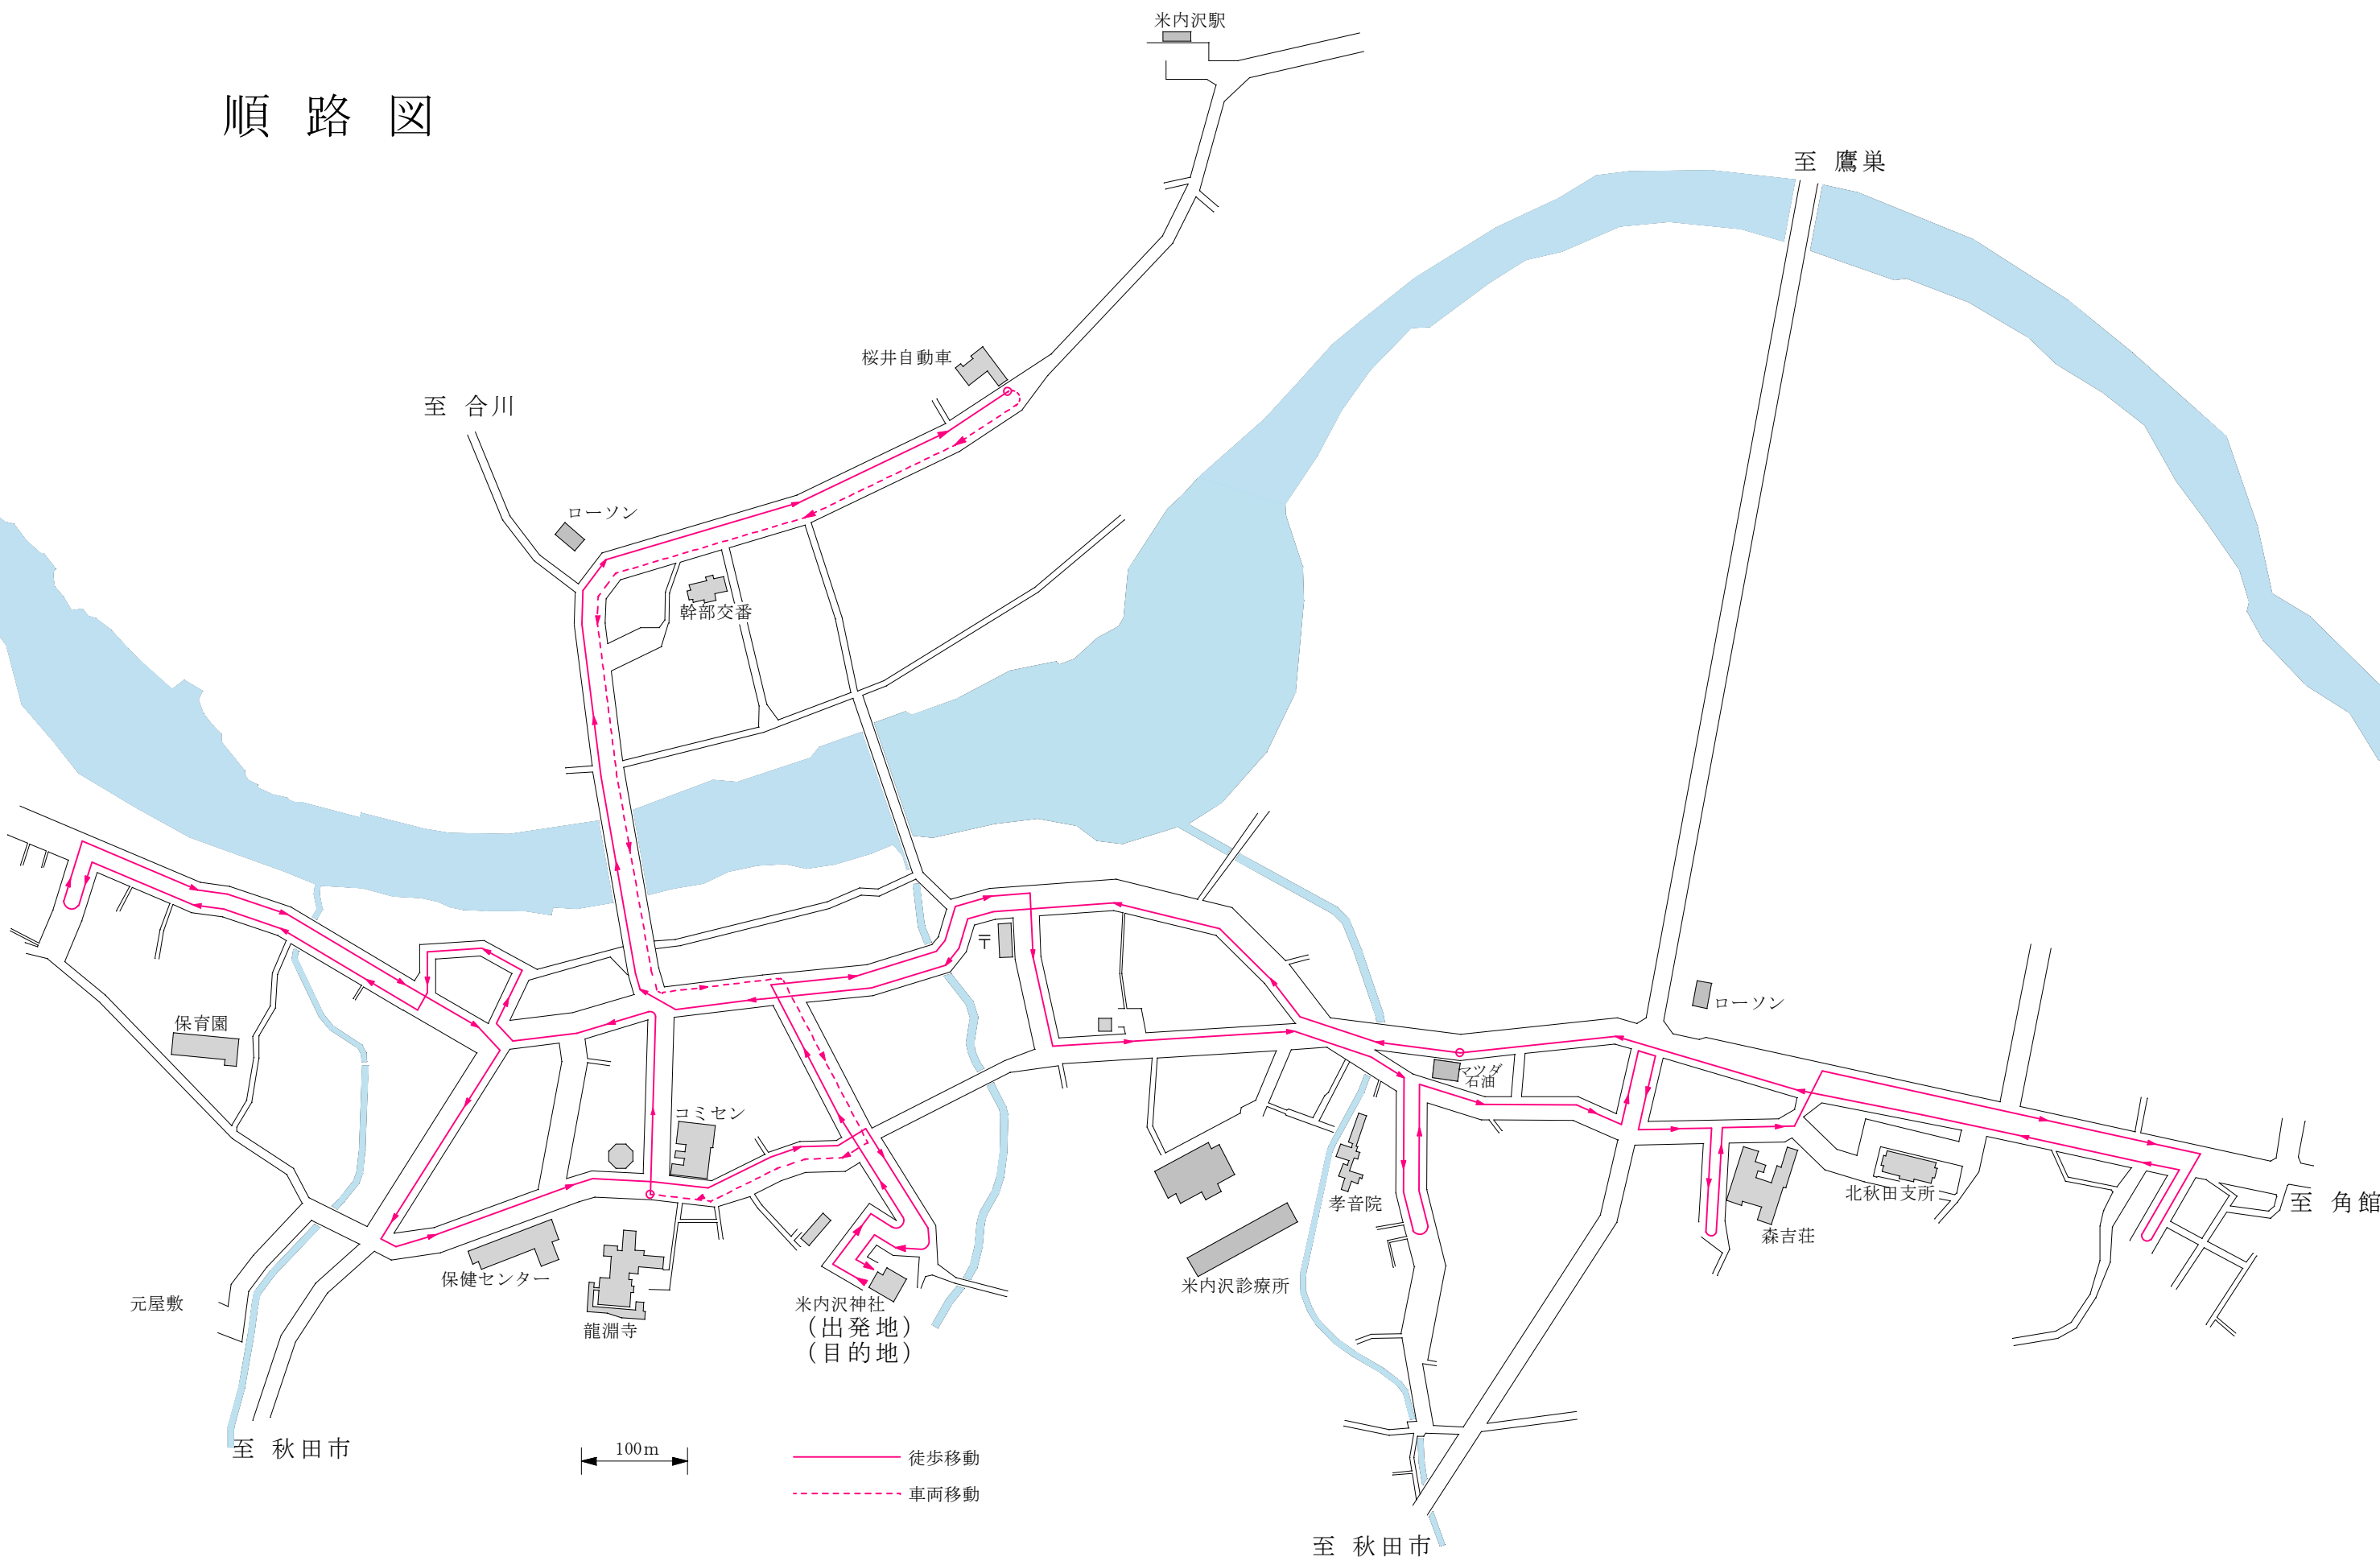 米内沢駅
順路図
至 鷹巣
桜井自動車
至 合川
ローソン
幹部交番
〒
ローソン
保育園
マツダ
石油
コミセン
孝音院
北秋田支所
至 角館
森吉荘
保健センター
米内沢診療所
元屋敷
米内沢神社
(出発地)
(目的地)
龍淵寺
至 秋田市
100m
徒歩移動
車両移動
至 秋田市